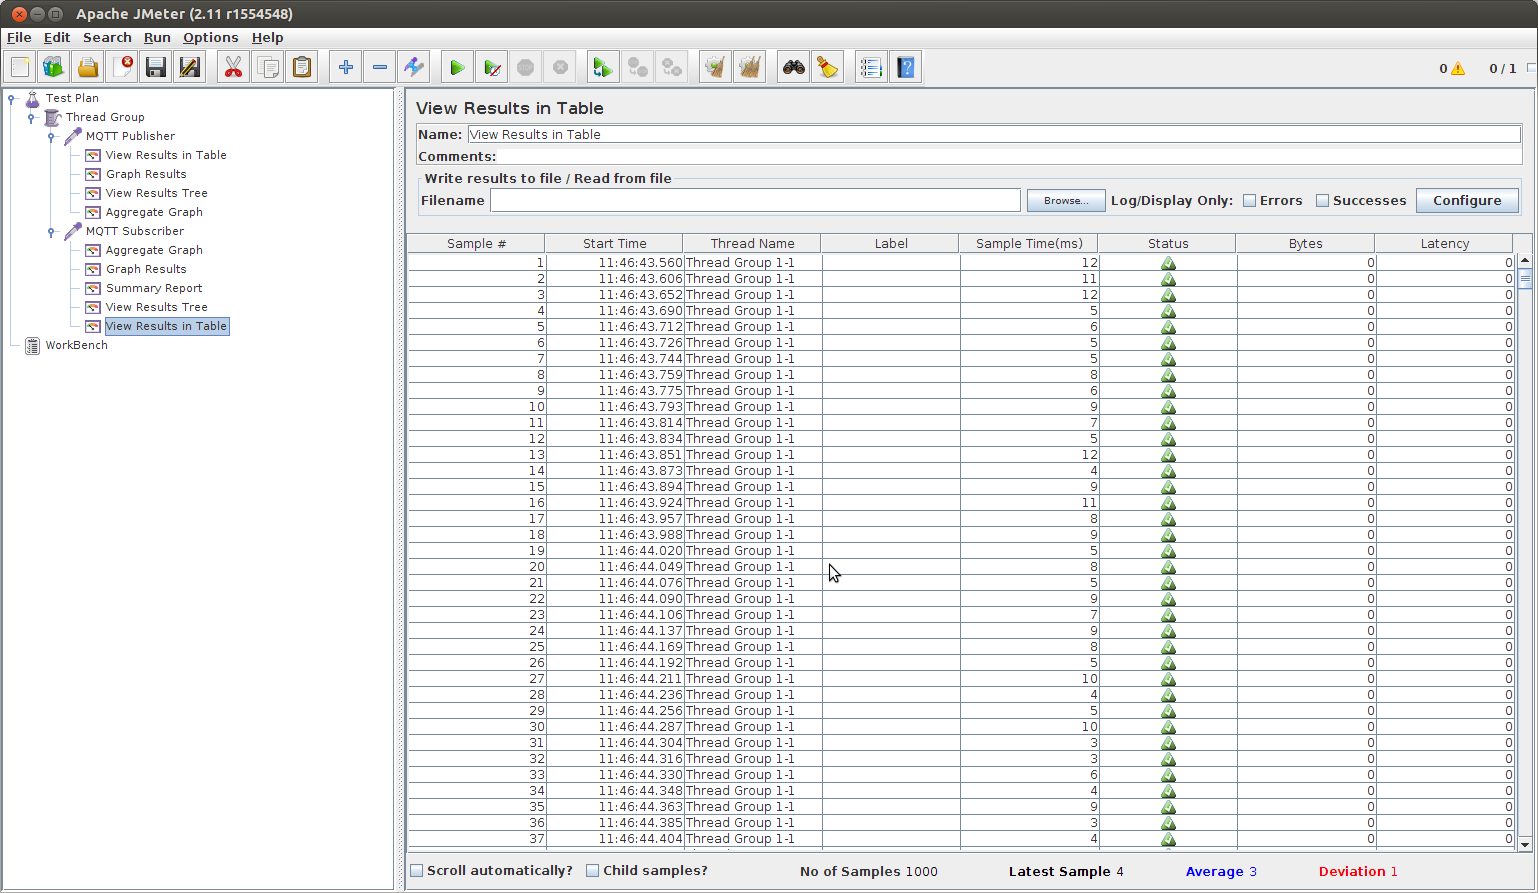 Apache JMeter (2.11 r1554548)
File Edit Search Run Options Help
0 0 / 1
Test Plan
Thread Group
MQTT Publisher
View Results in Table
Graph Results
View Results Tree
Aggregate Graph
MQTT Subscriber
Aggregate Graph
Graph Results
Summary Report
View Results Tree
View Results in Table
WorkBench
View Results in Table
Name: View Results in Table
Comments:
Write results to file / Read from file
Filename Browse... Log/Display Only: Errors Successes Configure
Sample # Start Time Thread Name Label Sample Time(ms) Status Bytes Latency
1 11:46:43.560 Thread Group 1-1 12 0 0
2 11:46:43.606 Thread Group 1-1 11 0 0
3 11:46:43.652 Thread Group 1-1 12 0 0
4 11:46:43.690 Thread Group 1-1 5 0 0
5 11:46:43.712 Thread Group 1-1 6 0 0
6 11:46:43.726 Thread Group 1-1 5 0 0
7 11:46:43.744 Thread Group 1-1 5 0 0
8 11:46:43.759 Thread Group 1-1 8 0 0
9 11:46:43.775 Thread Group 1-1 6 0 0
10 11:46:43.793 Thread Group 1-1 9 0 0
11 11:46:43.814 Thread Group 1-1 7 0 0
12 11:46:43.834 Thread Group 1-1 5 0 0
13 11:46:43.851 Thread Group 1-1 12 0 0
14 11:46:43.873 Thread Group 1-1 4 0 0
15 11:46:43.894 Thread Group 1-1 9 0 0
16 11:46:43.924 Thread Group 1-1 11 0 0
17 11:46:43.957 Thread Group 1-1 8 0 0
18 11:46:43.988 Thread Group 1-1 9 0 0
19 11:46:44.020 Thread Group 1-1 5 0 0
20 11:46:44.049 Thread Group 1-1 8 0 0
21 11:46:44.076 Thread Group 1-1 5 0 0
22 11:46:44.090 Thread Group 1-1 9 0 0
23 11:46:44.106 Thread Group 1-1 7 0 0
24 11:46:44.137 Thread Group 1-1 9 0 0
25 11:46:44.169 Thread Group 1-1 8 0 0
26 11:46:44.192 Thread Group 1-1 5 0 0
27 11:46:44.211 Thread Group 1-1 10 0 0
28 11:46:44.236 Thread Group 1-1 4 0 0
29 11:46:44.256 Thread Group 1-1 5 0 0
30 11:46:44.287 Thread Group 1-1 10 0 0
31 11:46:44.304 Thread Group 1-1 3 0 0
32 11:46:44.316 Thread Group 1-1 3 0 0
33 11:46:44.330 Thread Group 1-1 6 0 0
34 11:46:44.348 Thread Group 1-1 4 0 0
35 11:46:44.363 Thread Group 1-1 9 0 0
36 11:46:44.385 Thread Group 1-1 3 0 0
37 11:46:44.404 Thread Group 1-1 4 0 0
Scroll automatically? Child samples? No of Samples 1000 Latest Sample 4 Average 3 Deviation 1